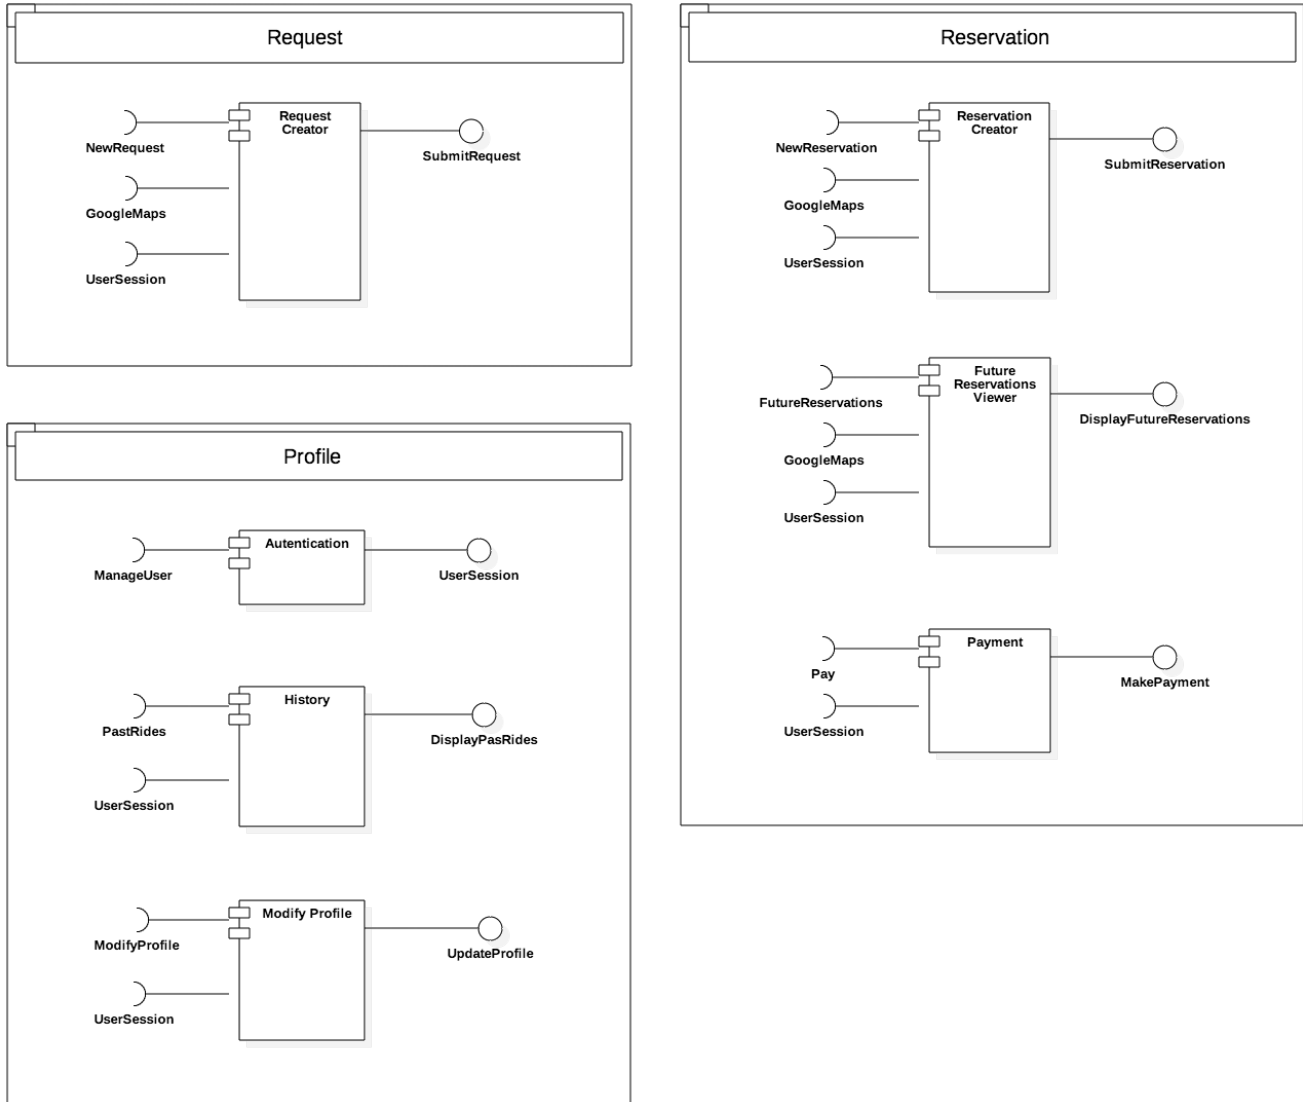 Request
Request
Creator
NewRequest
SubmitRequest
GoogleMaps
UserSession
Profile
Autentication
ManageUser
UserSession
History
PastRides
DisplayPasRides
UserSession
Modify Profile
ModifyProfile
UpdateProfile
UserSession
Reservation
Reservation
Creator
NewReservation
SubmitReservation
GoogleMaps
UserSession
Future
Reservations
Viewer
FutureReservations
DisplayFutureReservations
GoogleMaps
UserSession
Payment
Pay
MakePayment
UserSession